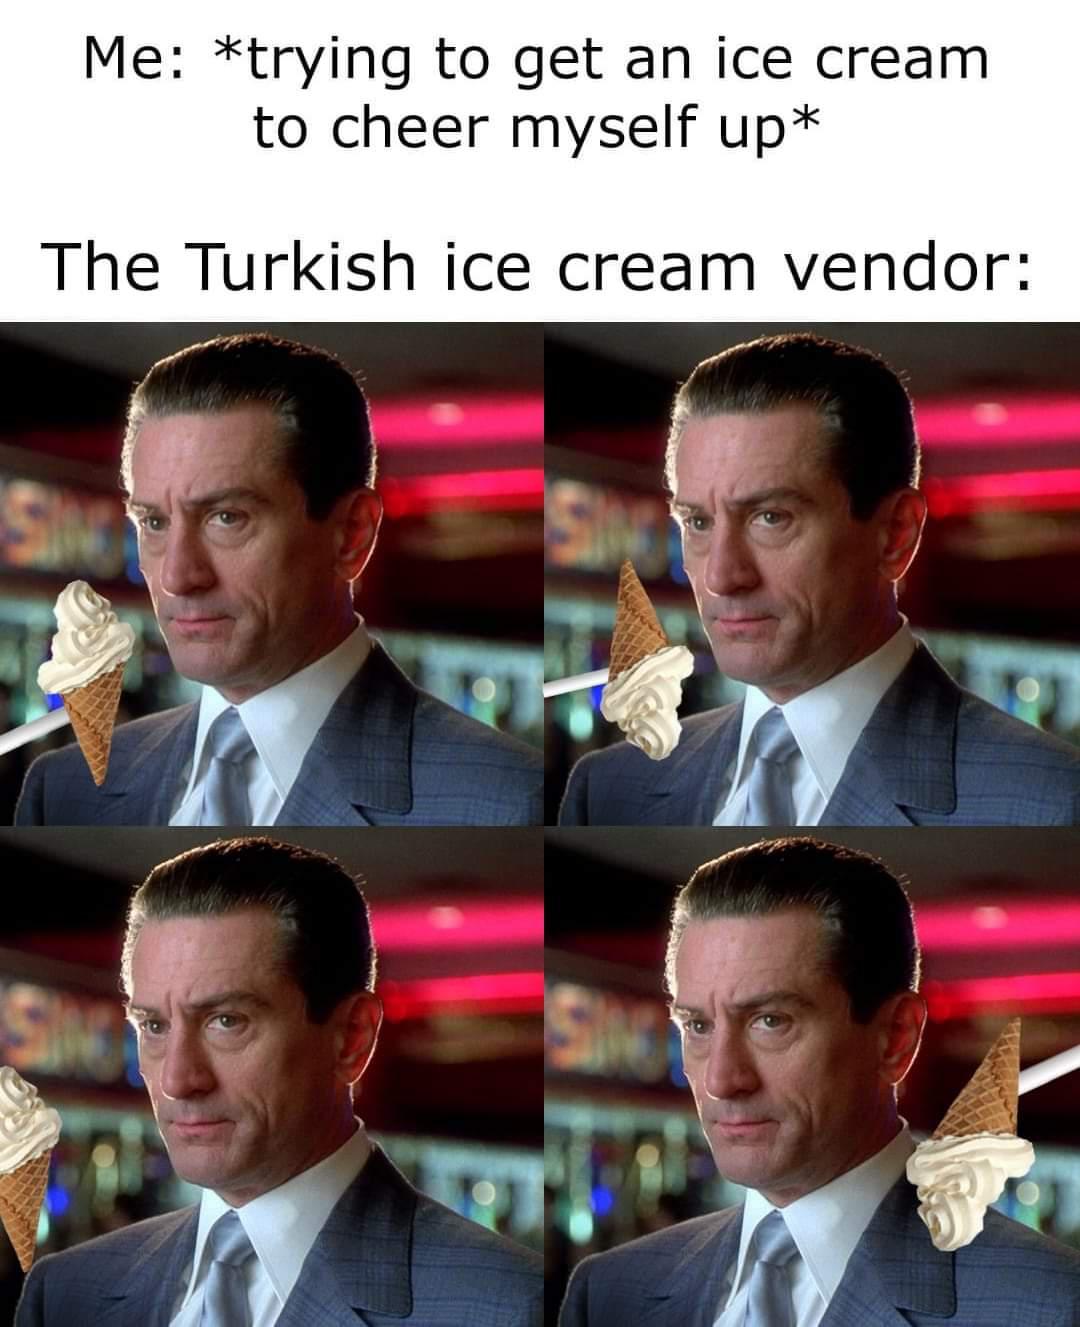 Me: *trying to get an ice cream
to cheer myself up*
The Turkish ice cream vendor: